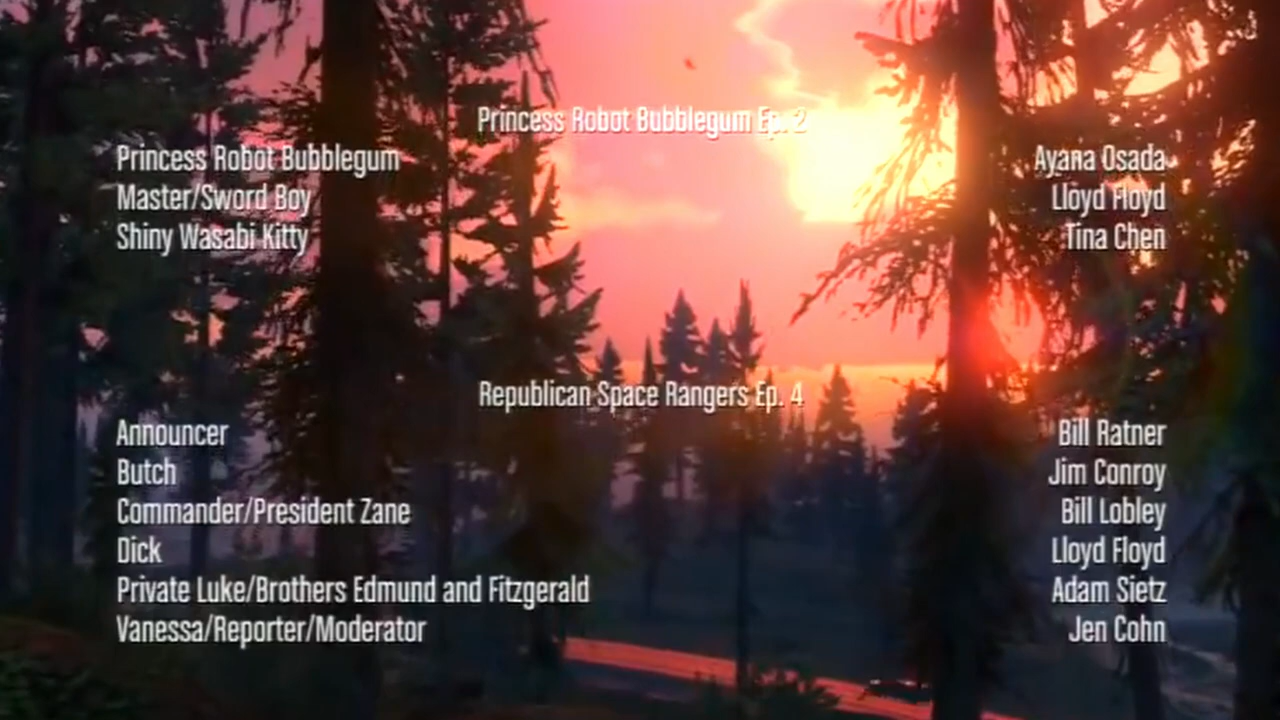 Princess Robot Bubblegum Ep. 2
Princess Robot Bubblegum Ayana Osada
Master/Sword Boy Lloyd Floyd
Shiny Wasabi Kitty Tina Chen
Republican Space Rangers Ep. 4
Announcer Bill Ratner
Butch Jim Conroy
Commander/President Zane Bill Lobley
Dick Lloyd Floyd
Private Luke/Brothers Edmund and Fitzgerald Adam Sietz
Vanessa/Reporter/Moderator Jen Cohn